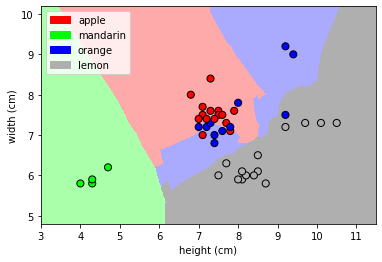 apple
mandarin
orange
lemon
10
9
8
7
6
5
width (cm)
3 4 5 6 7 8 9 10 11
height (cm)